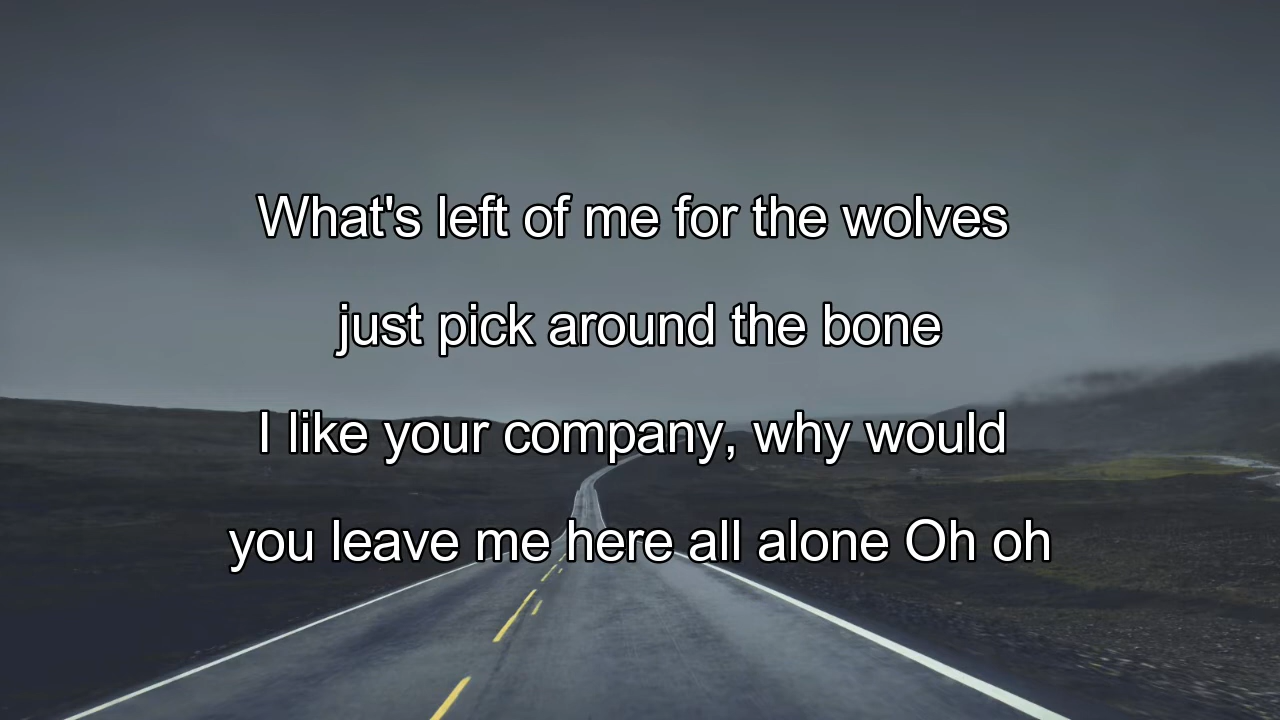 What's left of me for the wolves
just pick around the bone
I like your company, why would
you leave me here all alone Oh oh